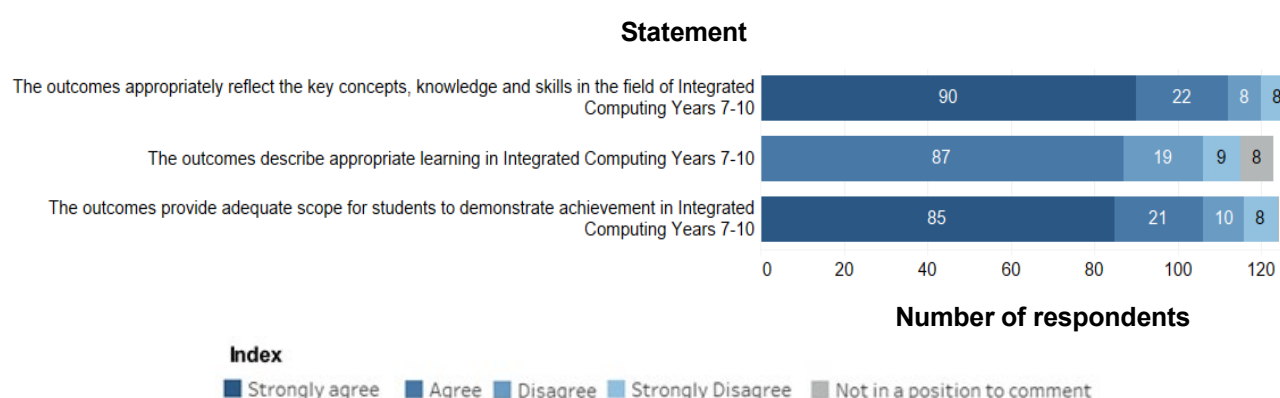 Statement
The outcomes appropriately reflect the key concepts, knowledge and skills in the field of Integrated
Computing Years 7-10
90 22 8 8
The outcomes describe appropriate learning in Integrated Computing Years 7-10
87 19 9 8
The outcomes provide adequate scope for students to demonstrate achievement in Integrated
Computing Years 7-10
85 21 10 8
0 20 40 60 80 100 120
Number of respondents
Index
Strongly agree Agree Disagree Strongly Disagree Not in a position to comment